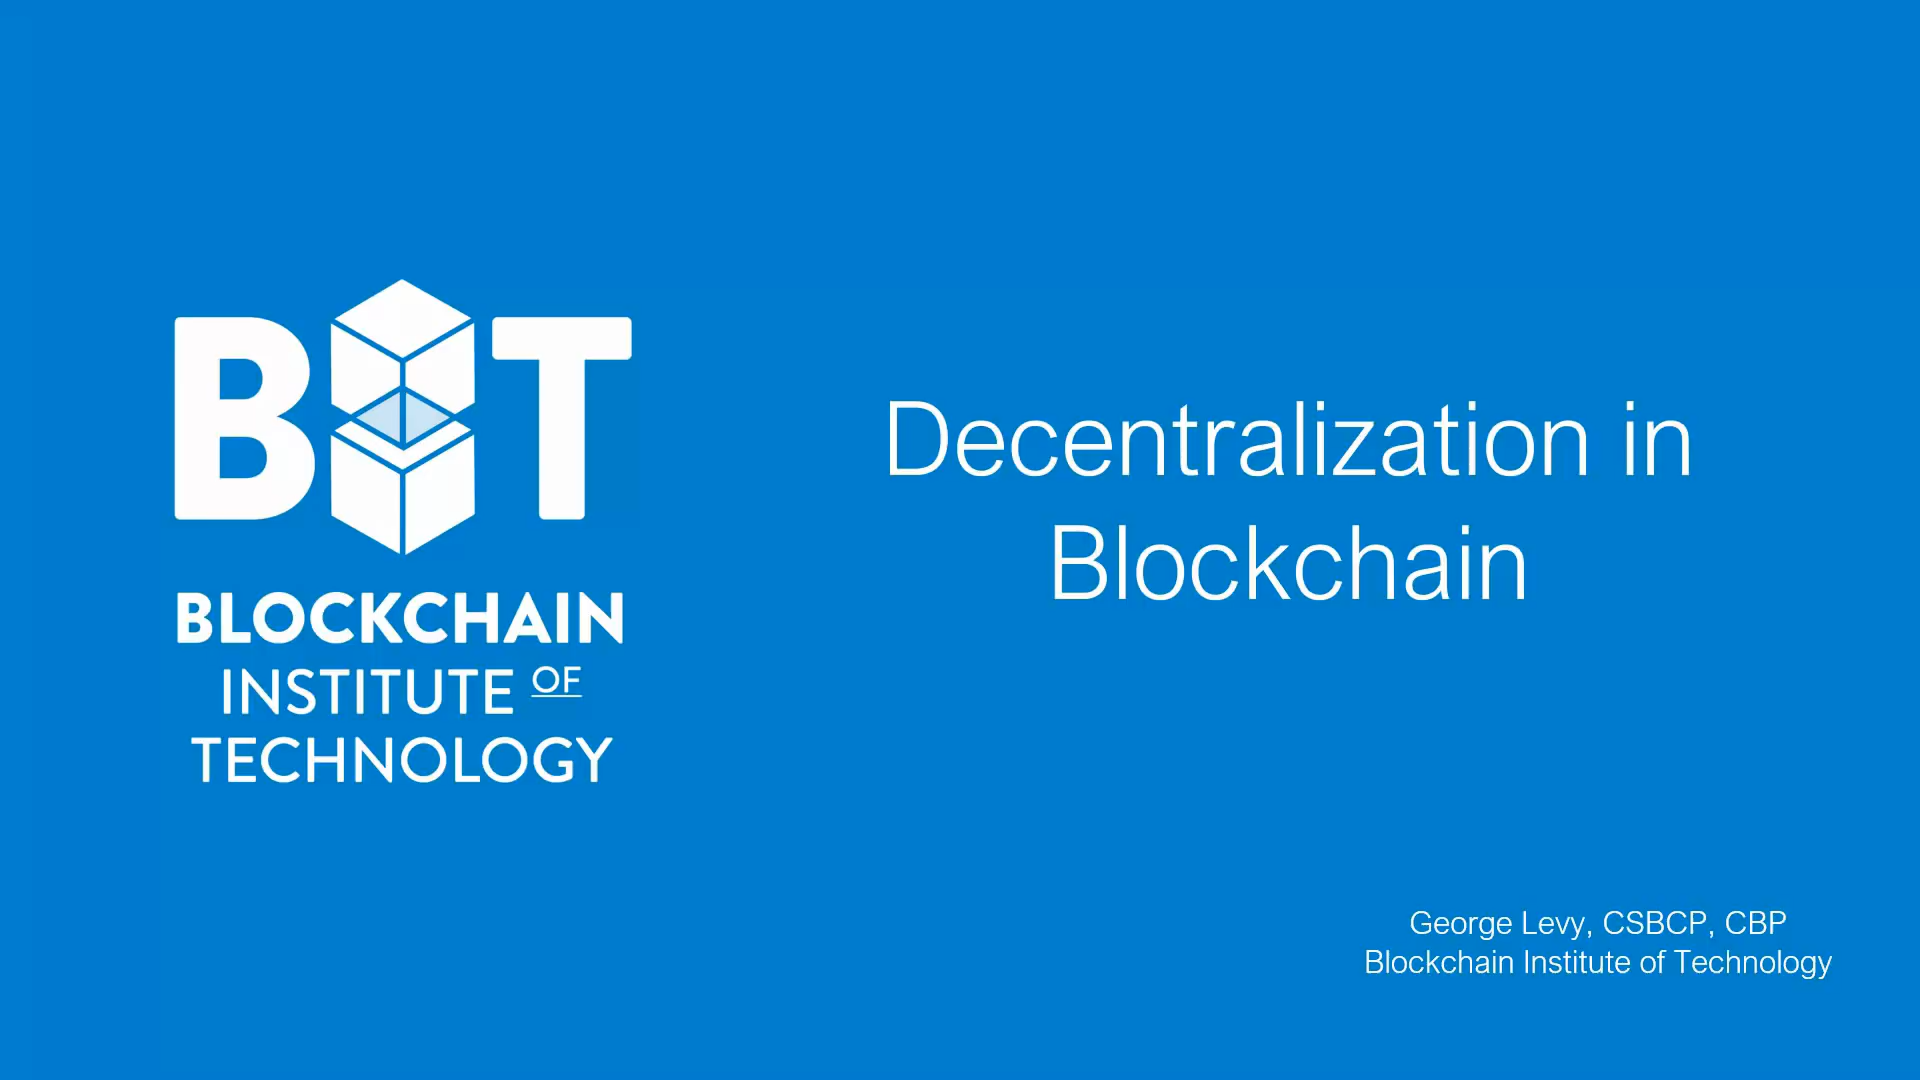 BIT
BLOCKCHAIN
INSTITUTE OF
TECHNOLOGY
Decentralization in
Blockchain
George Levy, CSBCP, CBP
Blockchain Institute of Technology